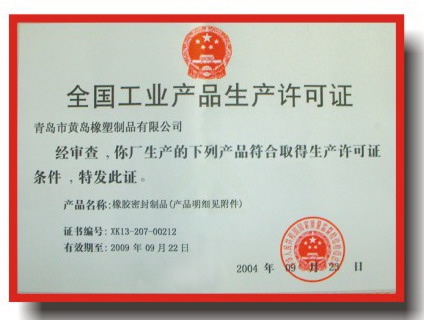 全国工业产品生产许可证
青岛市黄岛橡塑制品有限公司
经审查，你厂生产的下列产品符合取得生产许可证
条件，特发此证。
产品名称: 橡胶密封制品(产品明细见附件)
证书编号: XK13-207-00212
有效期至: 2009 年 09 月 22 日
2004 年 09 月 23 日